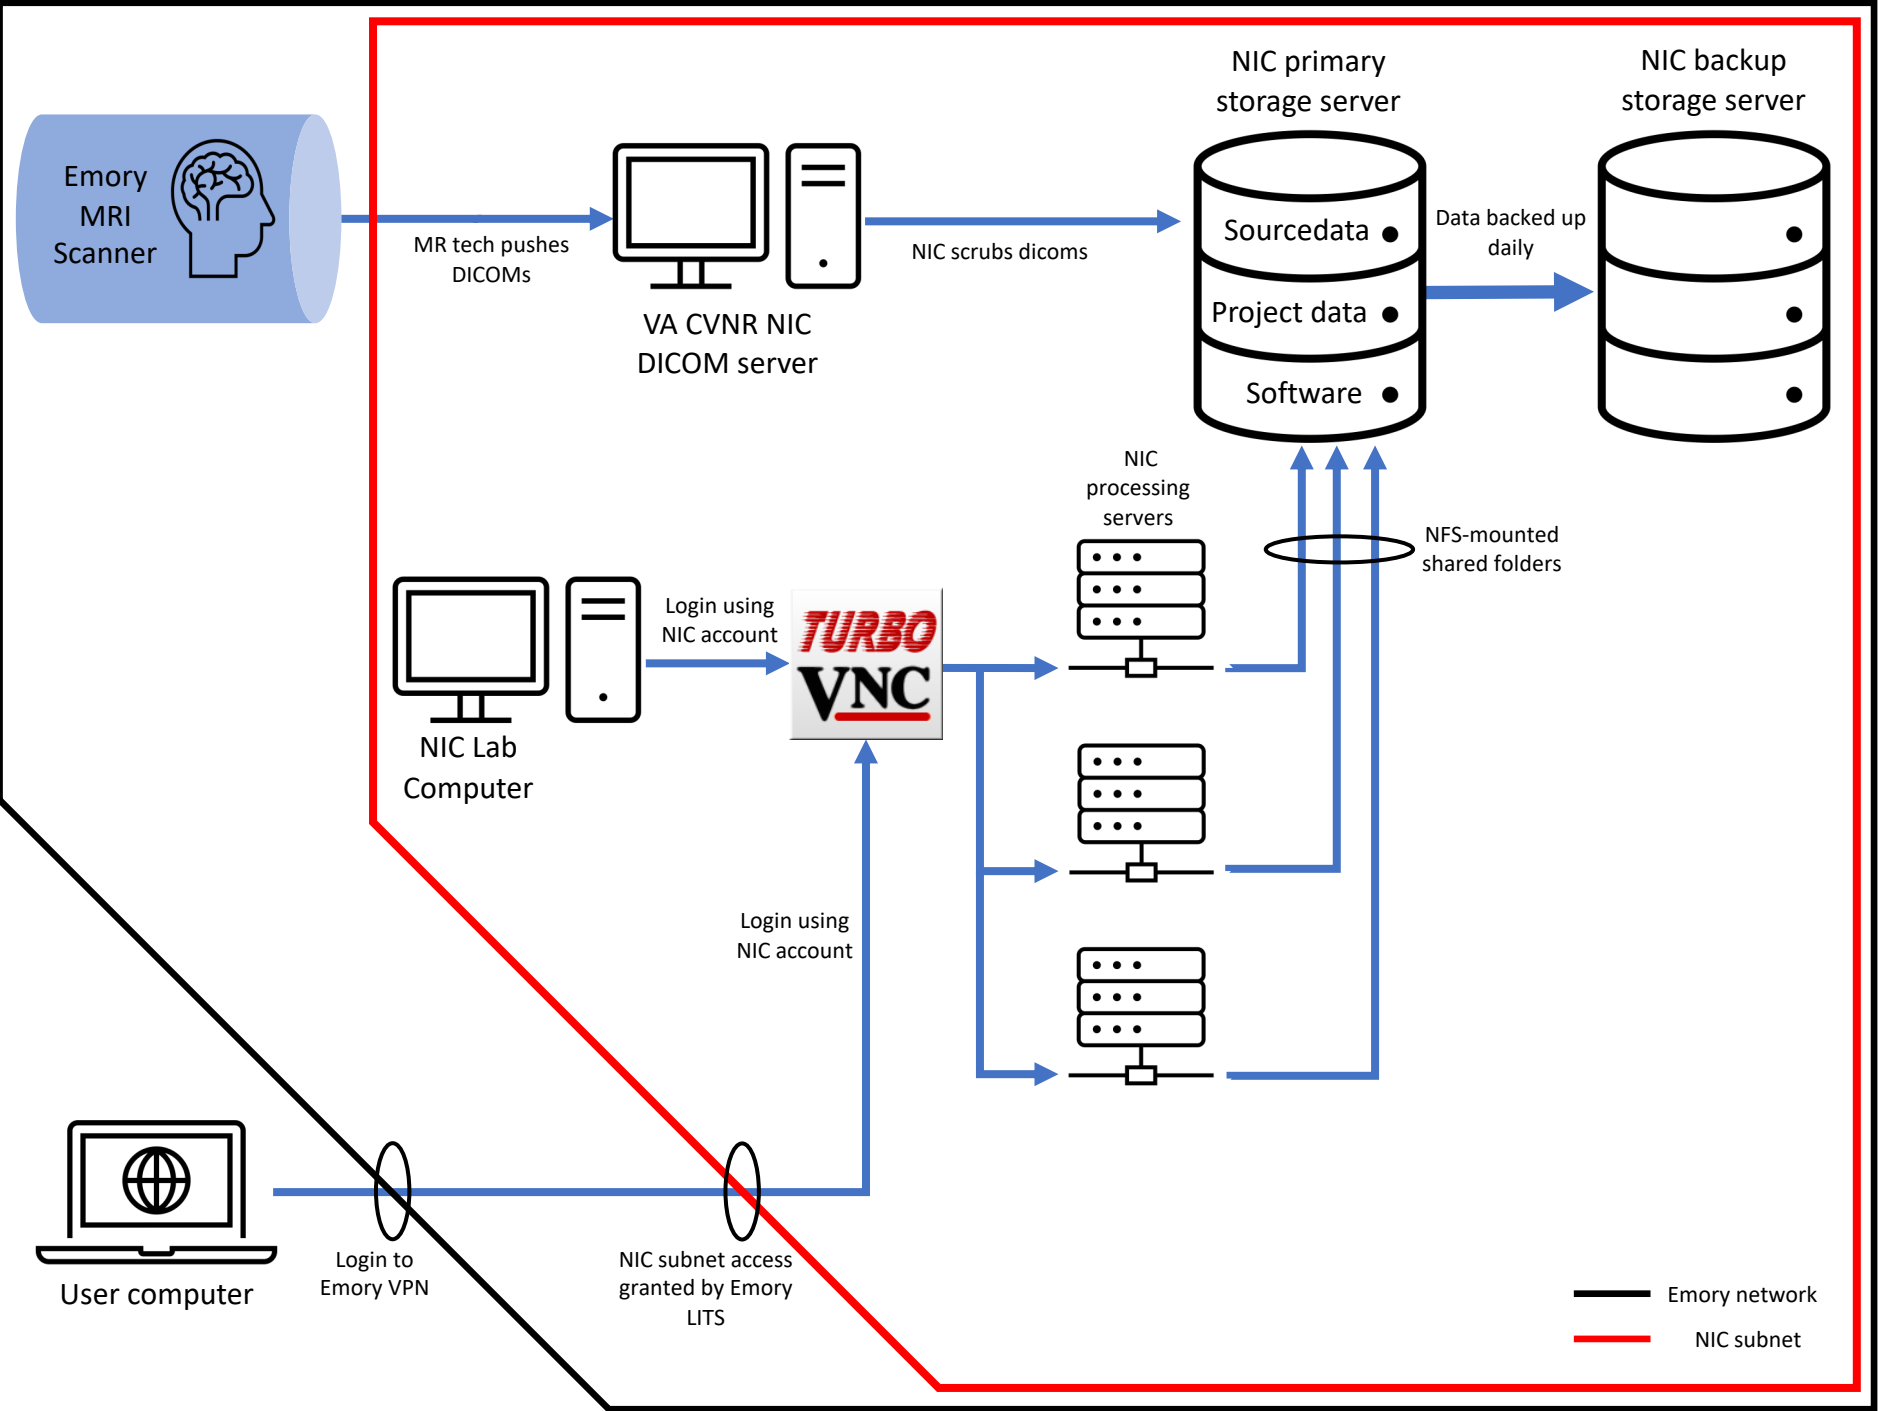 NIC primary
storage server
NIC backup
storage server
Emory
MRI
Scanner
MR tech pushes
DICOMs
VA CVNR NIC
DICOM server
NIC scrubs dicoms
Sourcedata
Project data
Software
Data backed up
daily
NIC
processing
servers
NFS-mounted
shared folders
Login using
NIC account
TURBO
VNC
NIC Lab
Computer
Login using
NIC account
User computer
Login to
Emory VPN
NIC subnet access
granted by Emory
LITS
Emory network
NIC subnet